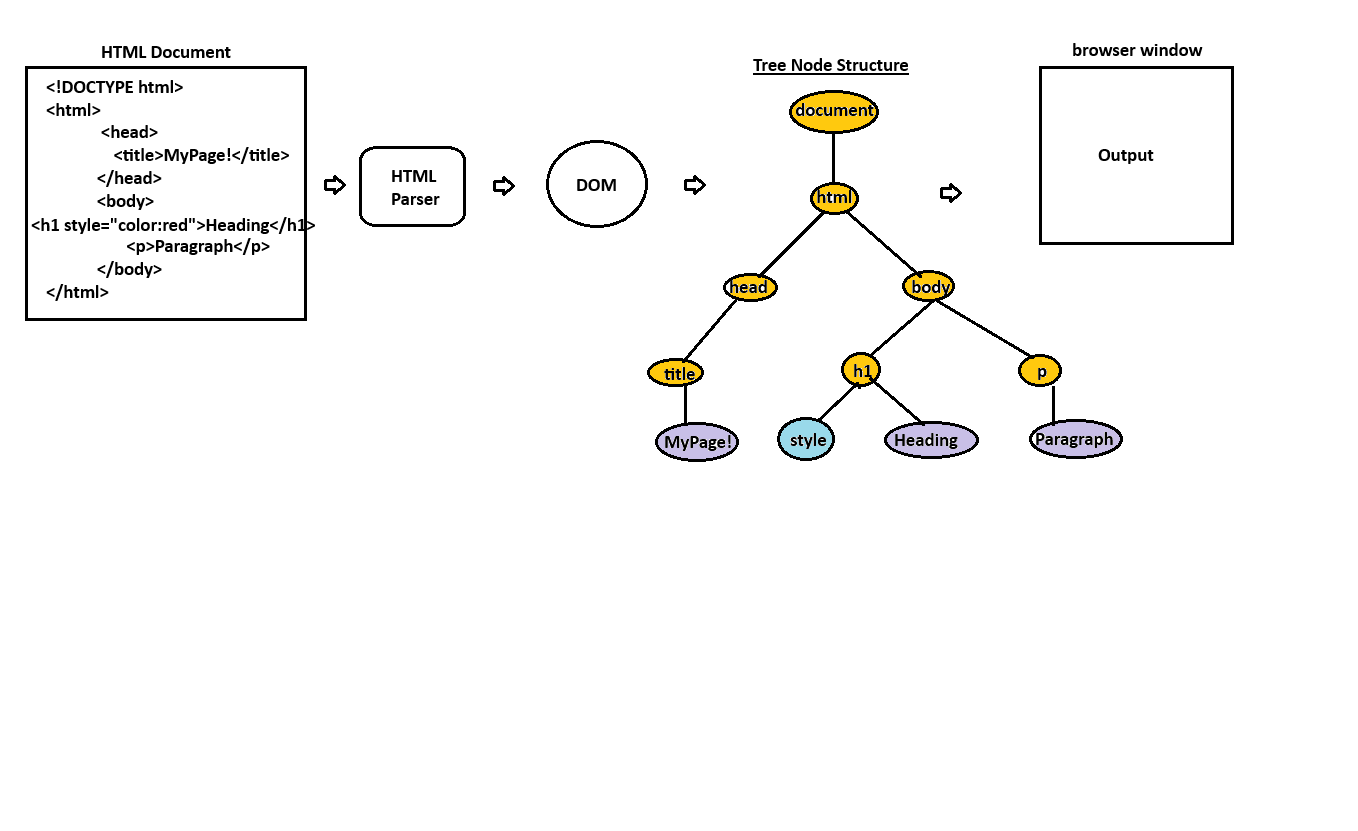 HTML Document
<!DOCTYPE html>
<html>
<head>
<title>MyPage!</title>
</head>
<body>
<h1 style="color:red">Heading</h1>
<p>Paragraph</p>
</body>
</html>
HTML
Parser
DOM
Tree Node Structure
document
html
head
body
title
h1
p
MyPage!
style
Heading
Paragraph
browser window
Output